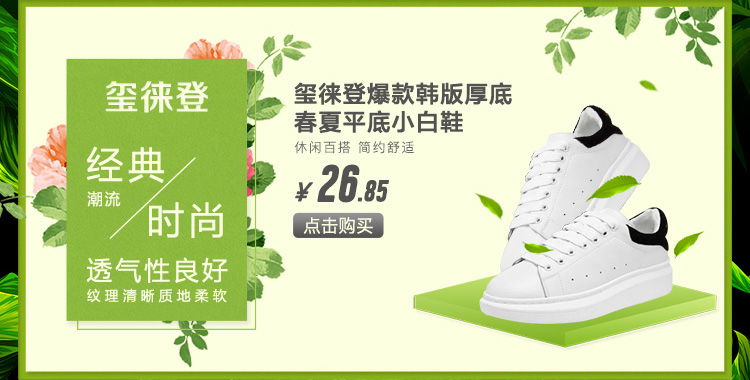 玺徕登
经典
潮流
时尚
透气性良好
纹理清晰质地柔软
玺徕登爆款韩版厚底
春夏平底小白鞋
休闲百搭 简约舒适
¥ 26.85
点击购买